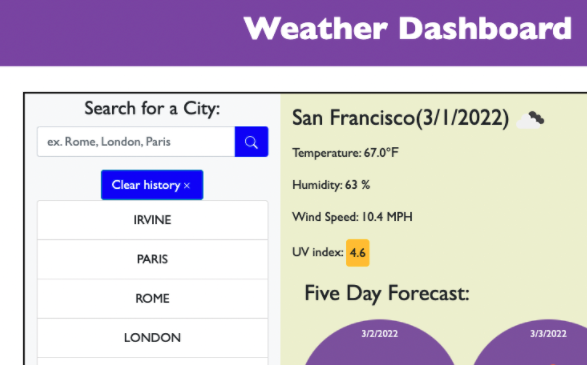 Weather Dashboard
Search for a City:
ex. Rome, London, Paris
Clear history ×
IRVINE
PARIS
ROME
LONDON
San Francisco(3/1/2022)
Temperature: 67.0°F
Humidity: 63 %
Wind Speed: 10.4 MPH
UV index: 4.6
Five Day Forecast:
3/2/2022
3/3/2022